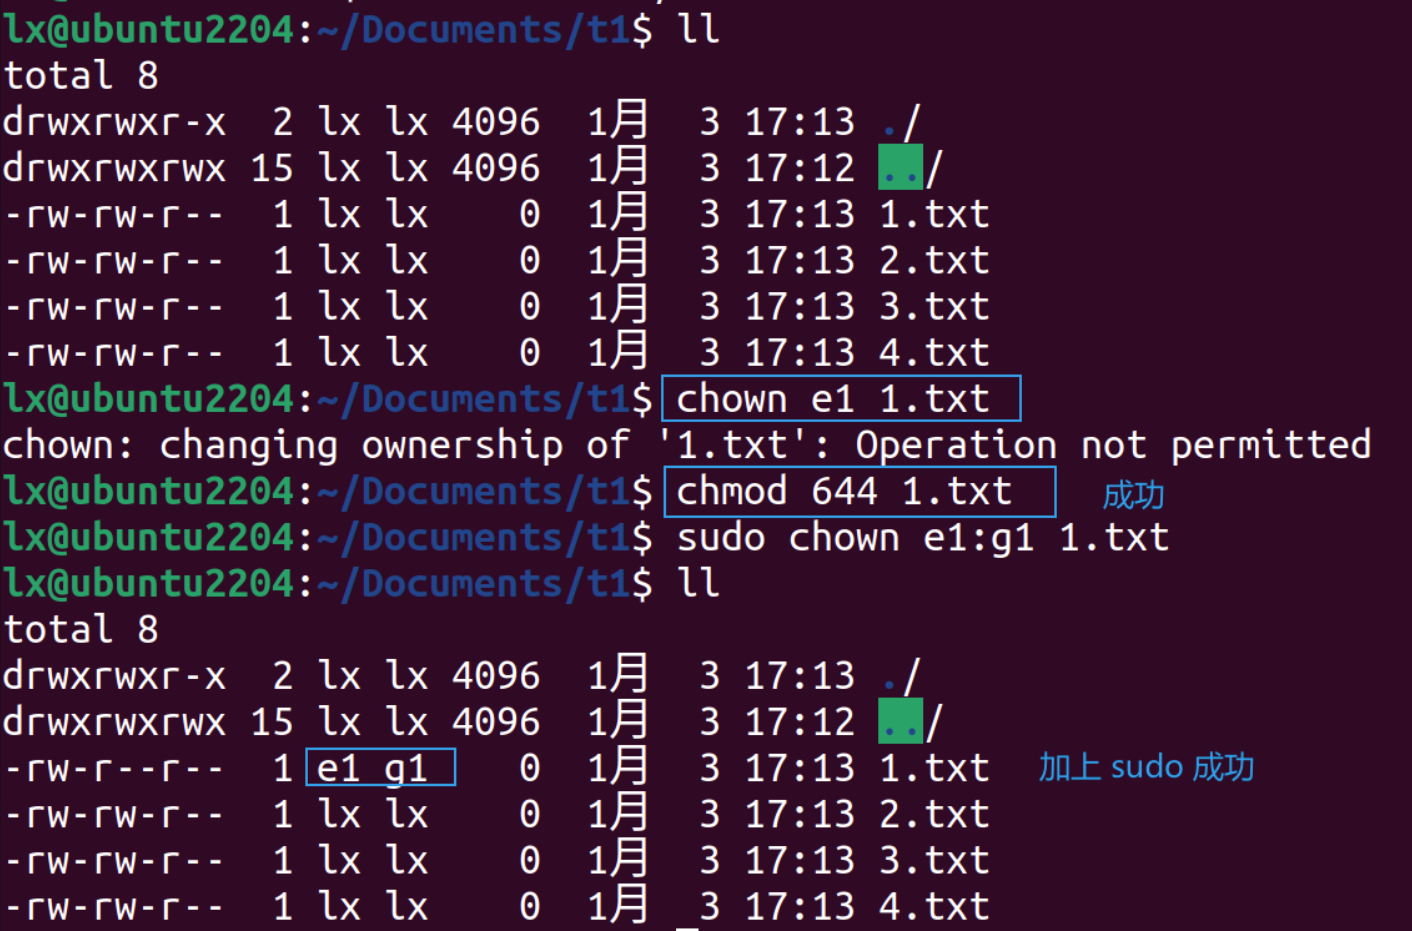 lx@ubuntu2204:~/Documents/t1$ ll
total 8
drwxrwxr-x  2 lx lx 4096  1月   3 17:13 ./
drwxrwxrwx 15 lx lx 4096  1月   3 17:12 ../
-rw-rw-r--  1 lx lx    0  1月   3 17:13 1.txt
-rw-rw-r--  1 lx lx    0  1月   3 17:13 2.txt
-rw-rw-r--  1 lx lx    0  1月   3 17:13 3.txt
-rw-rw-r--  1 lx lx    0  1月   3 17:13 4.txt
lx@ubuntu2204:~/Documents/t1$ chown e1 1.txt
chown: changing ownership of '1.txt': Operation not permitted
lx@ubuntu2204:~/Documents/t1$ chmod 644 1.txt 成功
lx@ubuntu2204:~/Documents/t1$ sudo chown e1:g1 1.txt
lx@ubuntu2204:~/Documents/t1$ ll
total 8
drwxrwxr-x  2 lx lx 4096  1月   3 17:13 ./
drwxrwxrwx 15 lx lx 4096  1月   3 17:12 ../
-rw-r--r--  1 e1 g1    0  1月   3 17:13 1.txt 加上 sudo 成功
-rw-rw-r--  1 lx lx    0  1月   3 17:13 2.txt
-rw-rw-r--  1 lx lx    0  1月   3 17:13 3.txt
-rw-rw-r--  1 lx lx    0  1月   3 17:13 4.txt